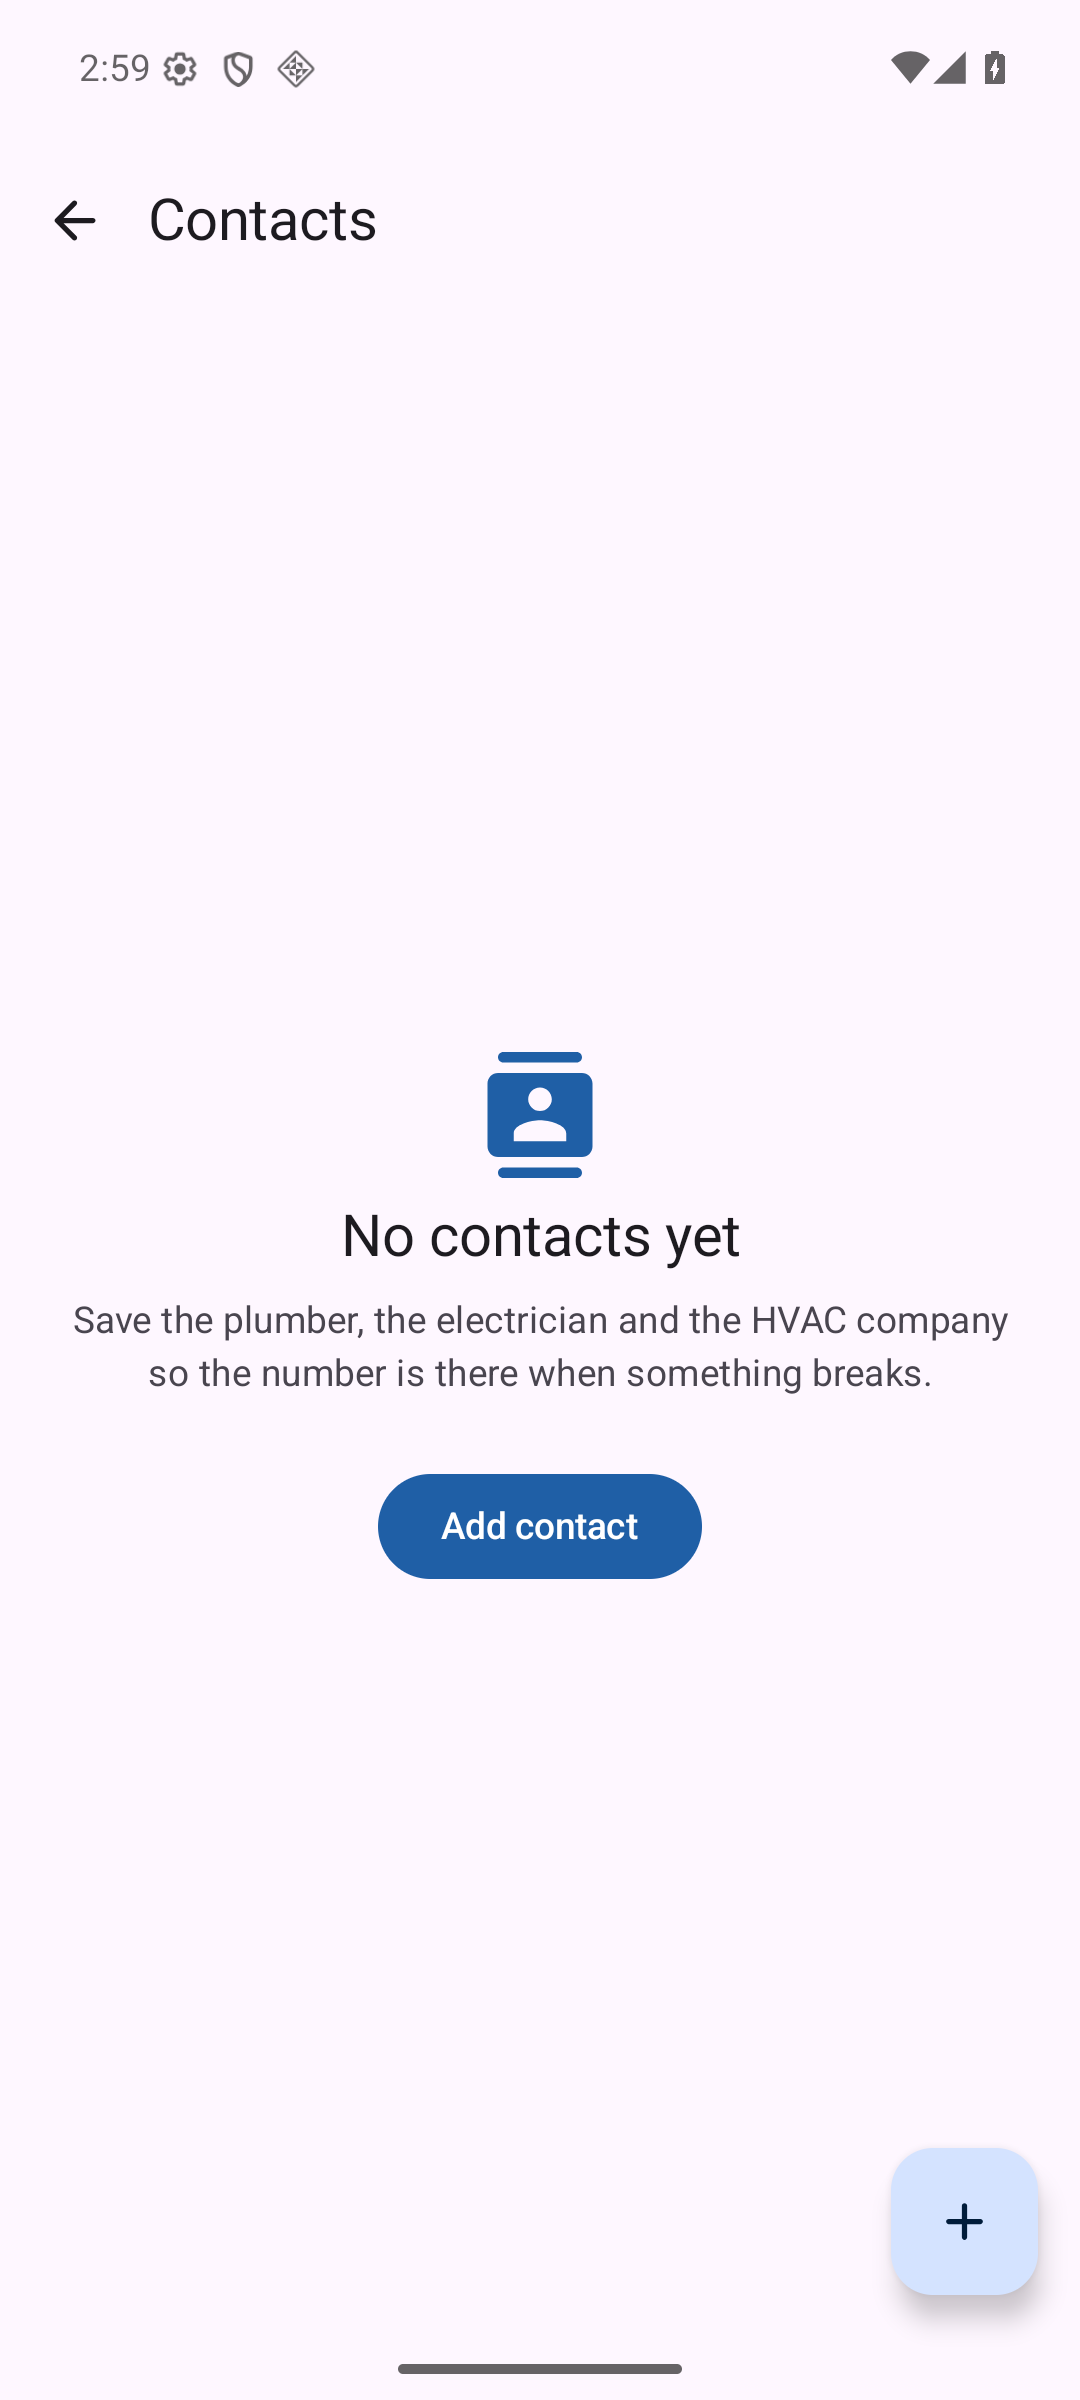 2:59
Contacts
No contacts yet
Save the plumber, the electrician and the HVAC company
so the number is there when something breaks.
Add contact